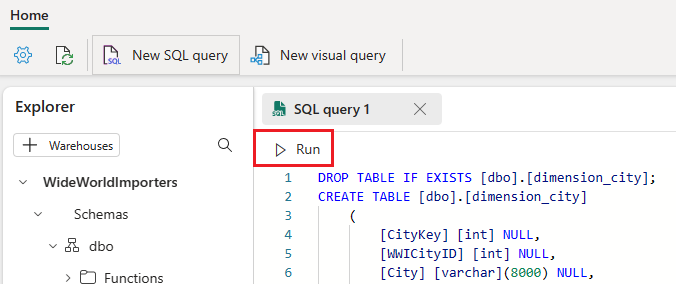 Home
New SQL query
New visual query
Explorer
+ Warehouses
WideWorldImporters
Schemas
dbo
Functions
SQL query 1
Run
1 DROP TABLE IF EXISTS [dbo].[dimension_city];
2 CREATE TABLE [dbo].[dimension_city]
3 (
4 [CityKey] [int] NULL,
5 [WWICityID] [int] NULL,
6 [City] [varchar](8000) NULL,